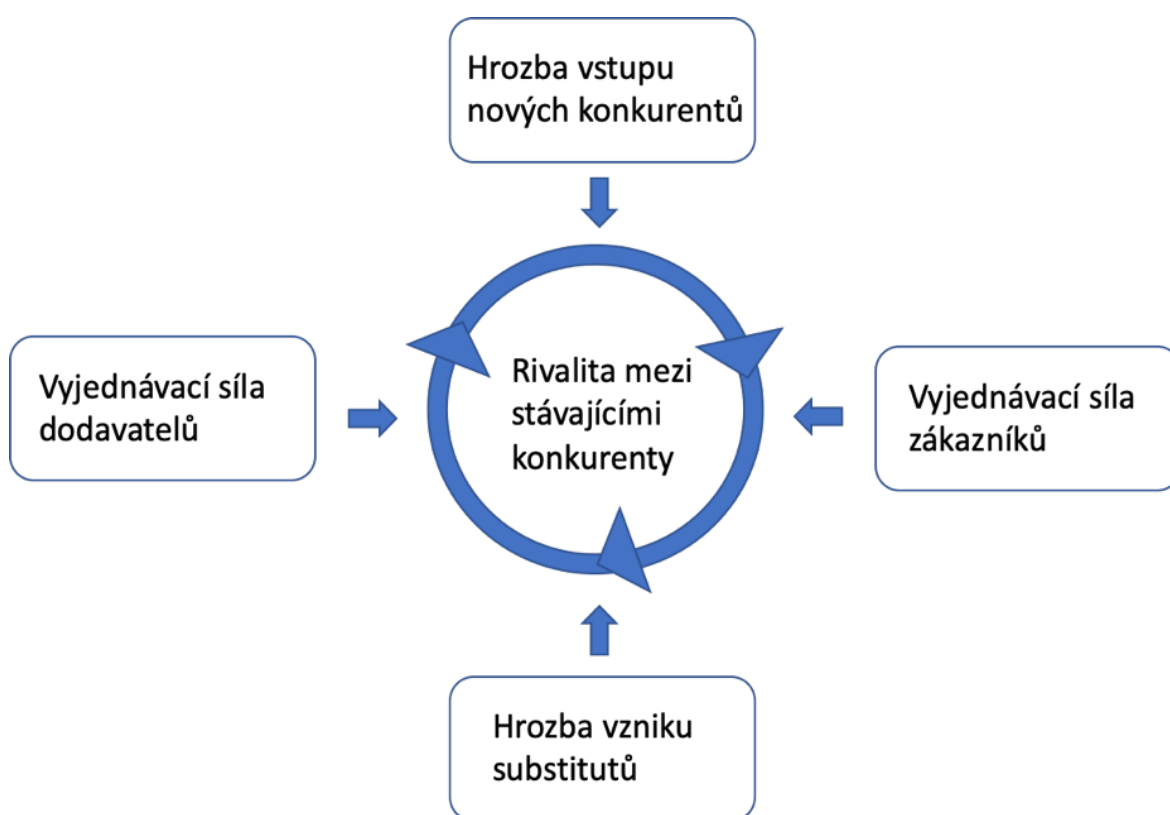 Hrozba vstupu
nových konkurentů
Vyjednávací síla
dodavatelů
Rivalita mezi
stávajícími
konkurenty
Vyjednávací síla
zákazníků
Hrozba vzniku
substitutů